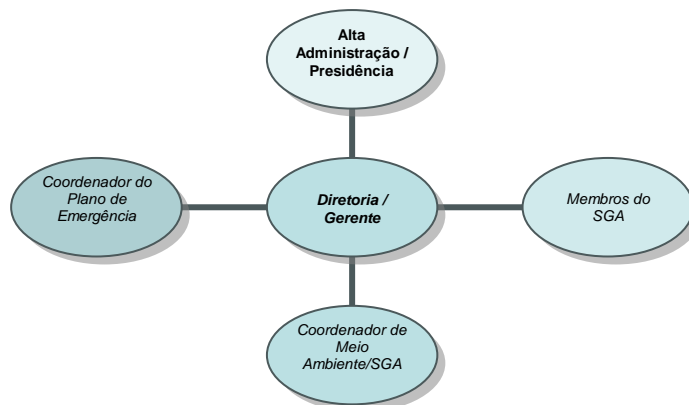 Alta
Administração /
Presidência
Coordenador do
Plano de
Emergência
Diretoria /
Gerente
Membros do
SGA
Coordenador de
Meio
Ambiente/SGA